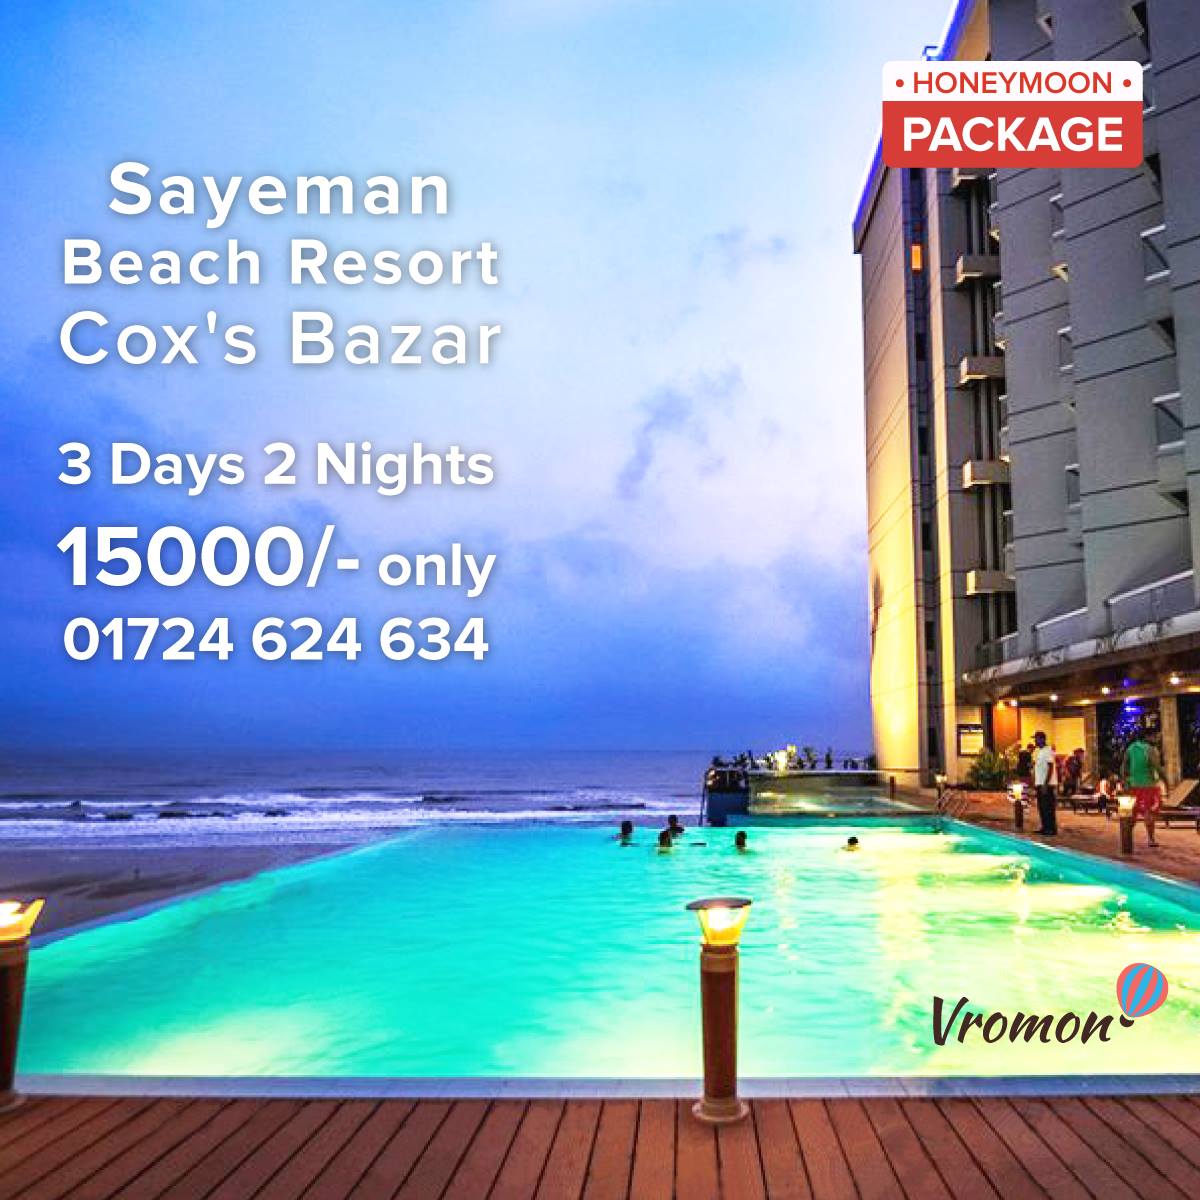 • HONEYMOON •
PACKAGE
Sayeman
Beach Resort
Cox's Bazar
3 Days 2 Nights
15000/- only
01724 624 634
Vromon